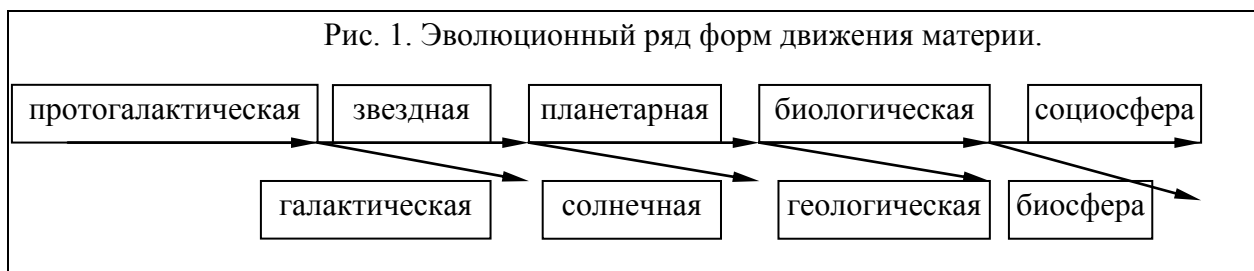 Рис. 1. Эволюционный ряд форм движения материи.
протогалактическая звездная планетарная биологическая социосфера
галактическая солнечная геологическая биосфера